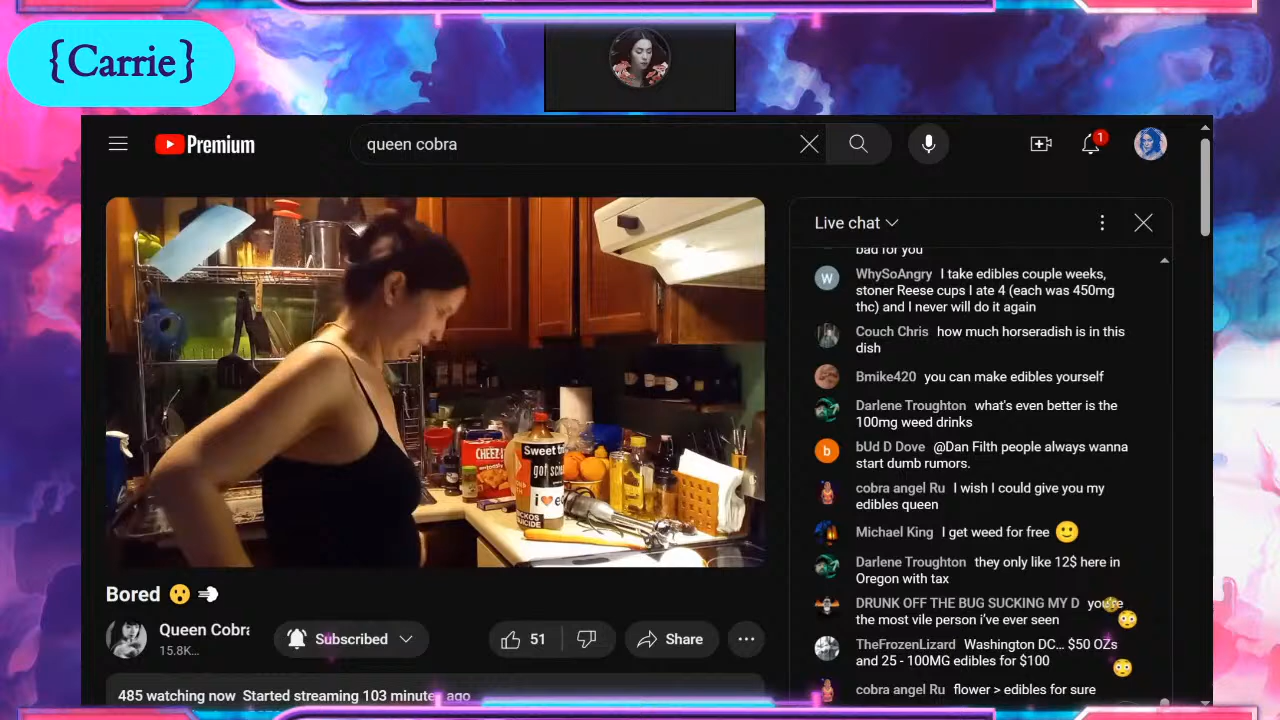 {Carrie}
Premium
queen cobra
1
Live chat
bad for you
WhySoAngry I take edibles couple weeks,
stoner Reese cups I ate 4 (each was 450mg
thc) and I never will do it again
Couch Chris how much horseradish is in this
dish
Bmike420 you can make edibles yourself
Darlene Troughton what's even better is the
100mg weed drinks
bUd D Dove @Dan Filth people always wanna
start dumb rumors.
cobra angel Ru I wish I could give you my
edibles queen
Michael King I get weed for free
Darlene Troughton they only like 12$ here in
Oregon with tax
DRUNK OFF THE BUG SUCKING MY D you're
the most vile person i've ever seen
TheFrozenLizard Washington DC... $50 OZs
and 25 - 100MG edibles for $100
cobra angel Ru flower > edibles for sure
W
b
CHEEZ-IT
Sweet
got
i
Bored
Queen Cobra
15.8K...
Subscribed
51
Share
485 watching now Started streaming 103 minutes ago